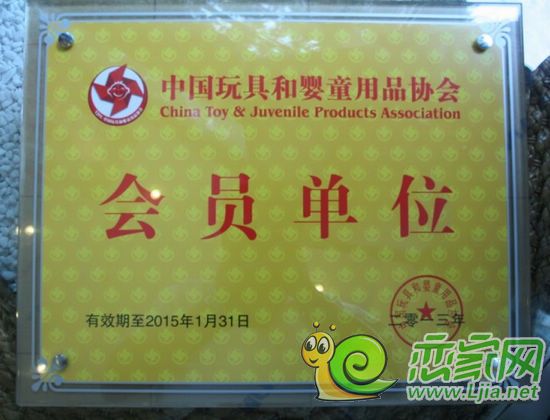 中国玩具和婴童用品协会
China Toy & Juvenile Products Association
会员单位
有效期至2015年1月31日
二零一三年
恋家网
www.Ljia.net